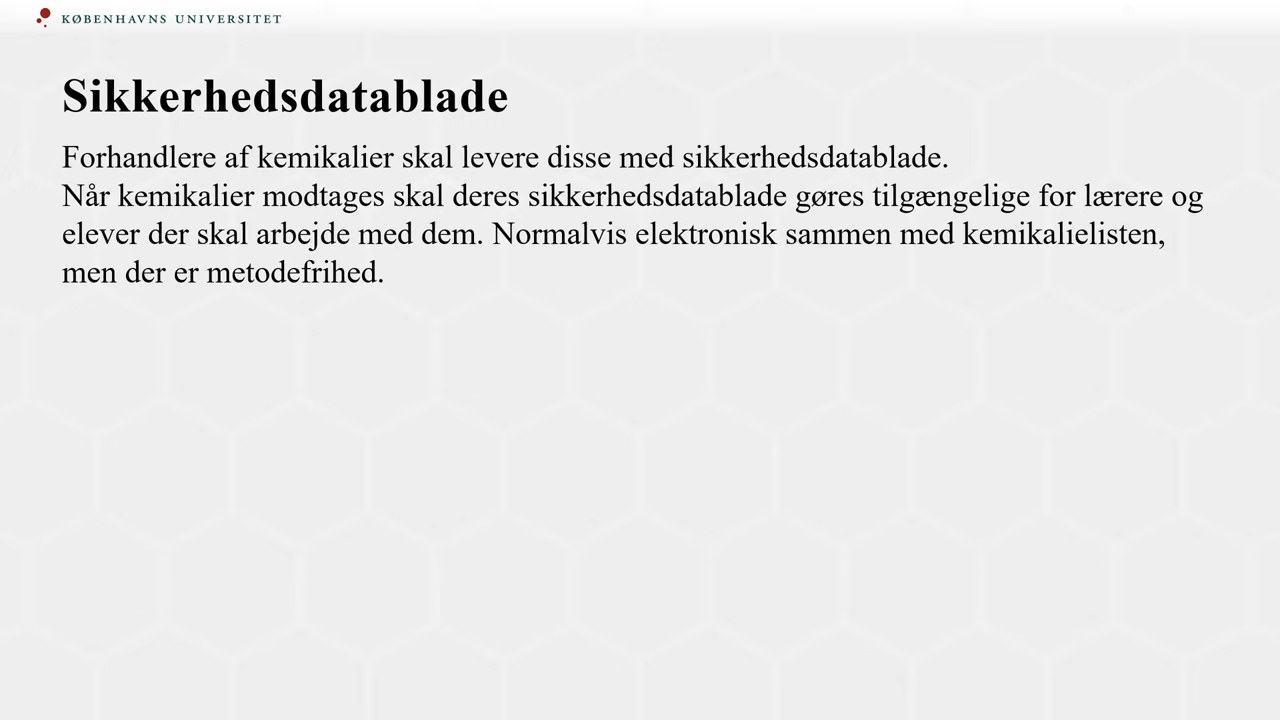 KØBENHAVNS UNIVERSITET
Sikkerhedsdatablade
Forhandlere af kemikalier skal levere disse med sikkerhedsdatablade.
Når kemikalier modtages skal deres sikkerhedsdatablade gøres tilgængelige for lærere og
elever der skal arbejde med dem. Normalvis elektronisk sammen med kemikalielisten,
men der er metodefrihed.